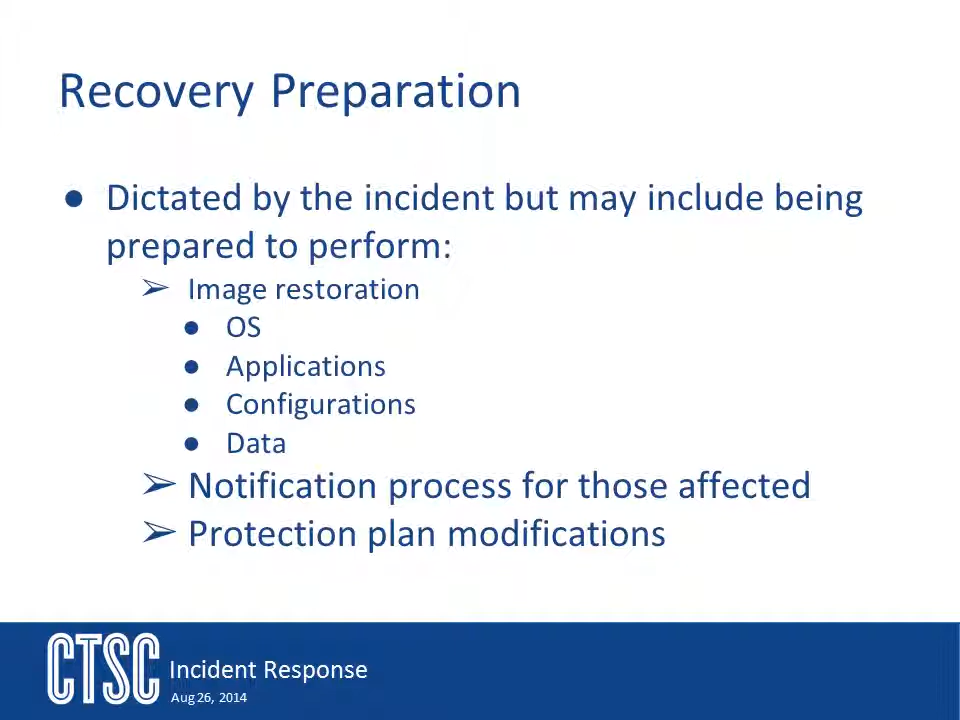 Recovery Preparation
● Dictated by the incident but may include being
prepared to perform:
➢ Image restoration
● OS
● Applications
● Configurations
● Data
➢ Notification process for those affected
➢ Protection plan modifications
CTSC
Incident Response
Aug 26, 2014